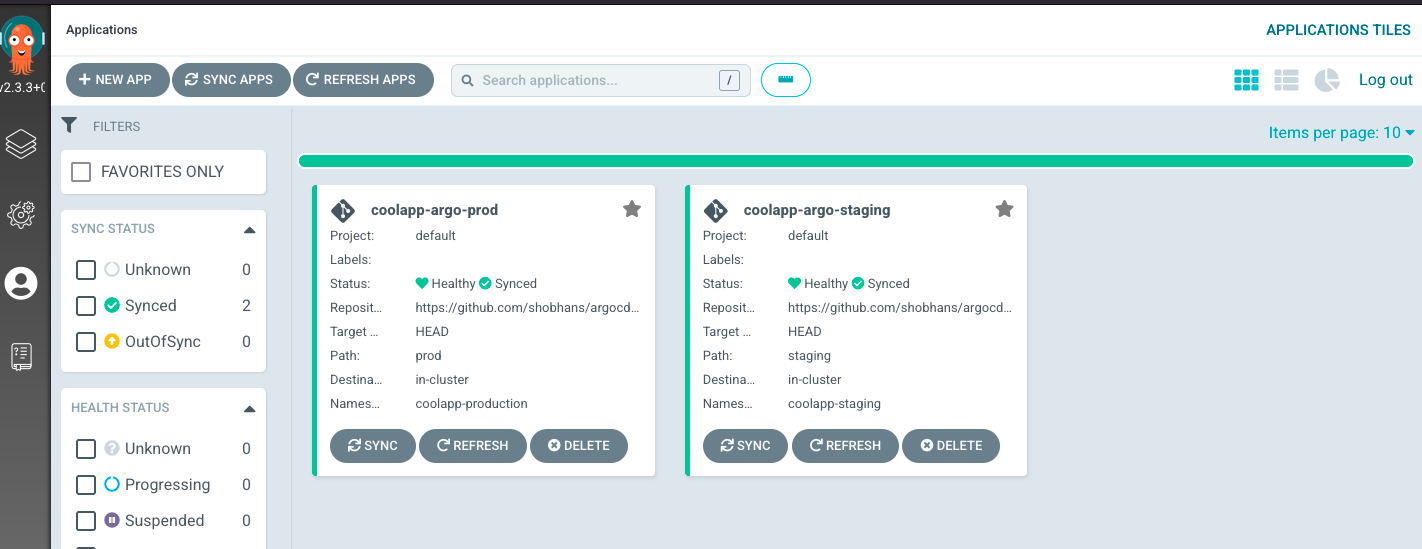 Applications
APPLICATIONS TILES
v2.3.3+0
NEW APP
SYNC APPS
REFRESH APPS
Search applications...
/
Log out
FILTERS
Items per page: 10
FAVORITES ONLY
SYNC STATUS
Unknown 0
Synced 2
OutOfSync 0
HEALTH STATUS
Unknown 0
Progressing 0
Suspended 0
coolapp-argo-prod
Project: default
Labels:
Status: Healthy Synced
Reposit... https://github.com/shobhans/argocd...
Target ... HEAD
Path: prod
Destina... in-cluster
Names... coolapp-production
SYNC REFRESH DELETE
coolapp-argo-staging
Project: default
Labels:
Status: Healthy Synced
Reposit... https://github.com/shobhans/argocd...
Target ... HEAD
Path: staging
Destina... in-cluster
Names... coolapp-staging
SYNC REFRESH DELETE